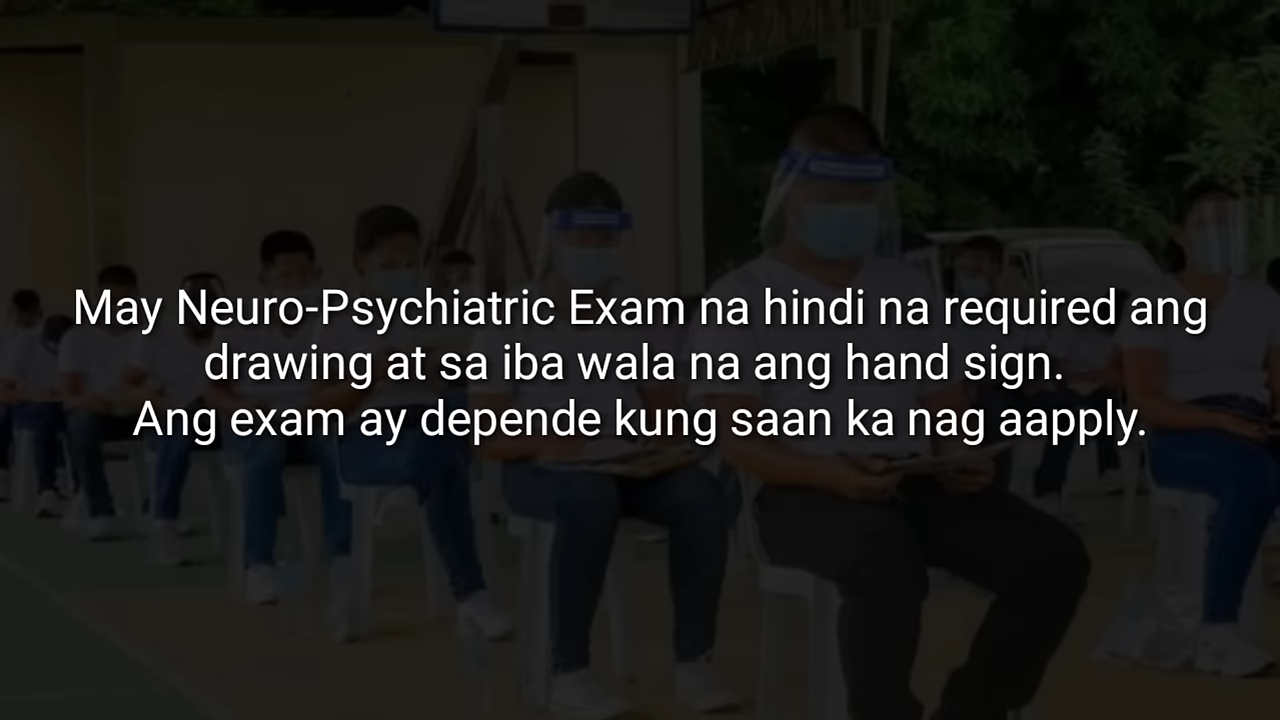 May Neuro-Psychiatric Exam na hindi na required ang
drawing at sa iba wala na ang hand sign.
Ang exam ay depende kung saan ka nag aapply.